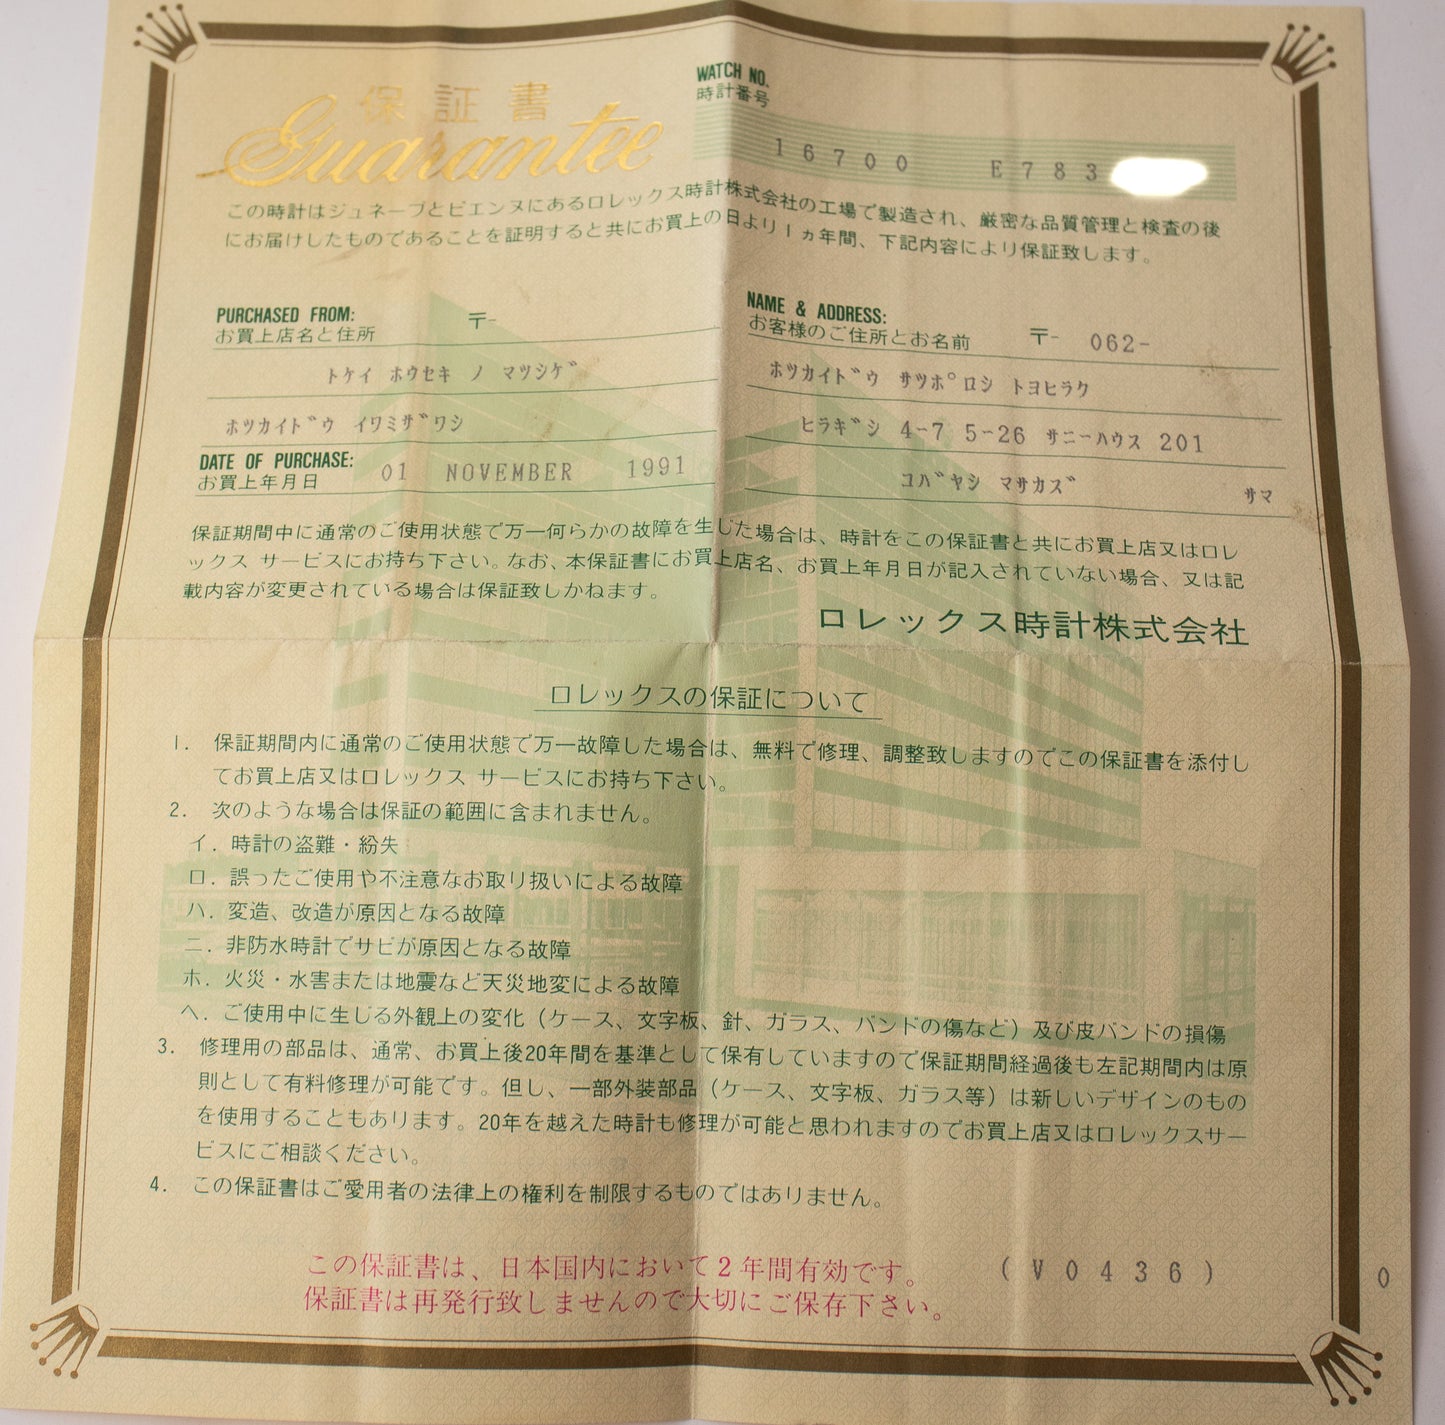 保証書
Guarantee
WATCH NO.
時計番号
16700 E783
この時計はジュネーブとビエンヌにあるロレックス時計株式会社の工場で製造され、厳密な品質管理と検査の後
にお届けしたものであることを証明すると共にお買上の日より1ヵ年間、下記内容により保証致します。
PURCHASED FROM:
お買上店名と住所 〒-
トケイ ホウセキ ノ マツシゲ
ホツカイドウ イワミザワシ
DATE OF PURCHASE:
お買上年月日 01 NOVEMBER 1991
NAME & ADDRESS:
お客様のご住所とお名前 〒- 062-
ホツカイドウ サツポロシ トヨヒラク
ヒラギシ 4-7 5-26 サニーハウス 201
コバヤシ マサカズ サマ
保証期間中に通常のご使用状態で万一何らかの故障を生じた場合は、時計をこの保証書と共にお買上店又はロレ
ックス サービスにお持ち下さい。なお、本保証書にお買上店名、お買上年月日が記入されていない場合、又は記
載内容が変更されている場合は保証致しかねます。
ロレックス時計株式会社
ロレックスの保証について
1. 保証期間内に通常のご使用状態で万一故障した場合は、無料で修理、調整致しますのでこの保証書を添付し
てお買上店又はロレックス サービスにお持ち下さい。
2. 次のような場合は保証の範囲に含まれません。
イ. 時計の盗難・紛失
ロ. 誤ったご使用や不注意なお取り扱いによる故障
ハ. 変造、改造が原因となる故障
ニ. 非防水時計でサビが原因となる故障
ホ. 火災・水害または地震など天災地変による故障
ヘ. ご使用中に生じる外観上の変化（ケース、文字板、針、ガラス、バンドの傷など）及び皮バンドの損傷
3. 修理用の部品は、通常、お買上後20年間を基準として保有していますので保証期間経過後も左記期間内は原
則として有料修理が可能です。但し、一部外装部品（ケース、文字板、ガラス等）は新しいデザインのもの
を使用することもあります。20年を越えた時計も修理が可能と思われますのでお買上店又はロレックスサー
ビスにご相談ください。
4. この保証書はご愛用者の法律上の権利を制限するものではありません。
この保証書は、日本国内において2年間有効です。 (V0436) 0
保証書は再発行致しませんので大切にご保存下さい。